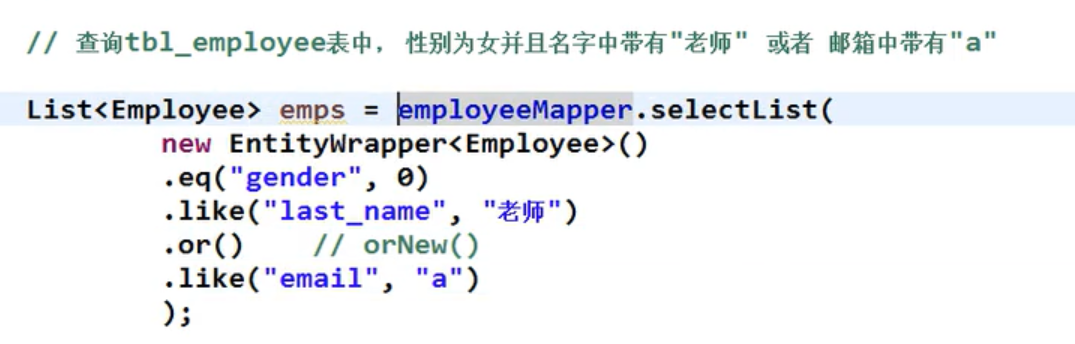 // 查询tbl_employee表中， 性别为女并且名字中带有"老师" 或者 邮箱中带有"a"
List<Employee> emps = employeeMapper.selectList(
new EntityWrapper<Employee>()
.eq("gender", 0)
.like("last_name", "老师")
.or()    // orNew()
.like("email", "a")
);